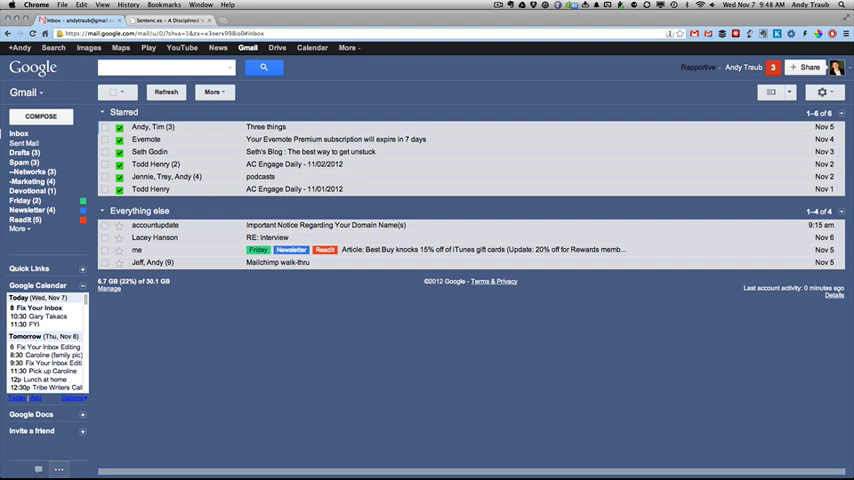 Chrome File Edit View History Bookmarks Window Help
Wed Nov 7 9:48 AM Andy Traub
Inbox - andytraub@gmail.c
Sentenc.es – A Disciplined
https://mail.google.com/mail/u/0/?shva=1&zx=x3oerx998io0#inbox
+Andy Search Images Maps Play YouTube News Gmail Drive Calendar More
Google
Rapportive Andy Traub 3 + Share
Gmail
Refresh More
COMPOSE
Inbox
Sent Mail
Drafts (3)
Spam (3)
~Networks (3)
~Marketing (4)
Devotional (1)
Friday (2)
Newsletter (4)
ReadIt (5)
More
Starred 1–6 of 6
Andy, Tim (3) Three things Nov 5
Evernote Your Evernote Premium subscription will expire in 7 days Nov 4
Seth Godin Seth's Blog : The best way to get unstuck Nov 3
Todd Henry (2) AC Engage Daily - 11/02/2012 Nov 2
Jennie, Trey, Andy (4) podcasts Nov 2
Todd Henry AC Engage Daily - 11/01/2012 Nov 1
Everything else 1–4 of 4
accountupdate Important Notice Regarding Your Domain Name(s) 9:15 am
Lacey Hanson RE: Interview Nov 6
me Friday Newsletter ReadIt Article: Best Buy knocks 15% off of iTunes gift cards (Update: 20% for Rewards memb... Nov 5
Jeff, Andy (9) Mailchimp walk-thru Nov 5
6.7 GB (22%) of 30.1 GB
Manage
©2012 Google - Terms & Privacy
Last account activity: 0 minutes ago
Details
Quick Links
Google Calendar
Today (Wed, Nov 7)
8 Fix Your Inbox
10:30 Gary Takacs
11:30 FYI
Tomorrow (Thu, Nov 8)
6 Fix Your Inbox Editing
8:30 Caroline (family pic)
9:30 Fix Your Inbox Editi
11:30 Pick up Caroline
12p Lunch at home
12:30p Tribe Writers Call
Today Add Options
Google Docs
Invite a friend